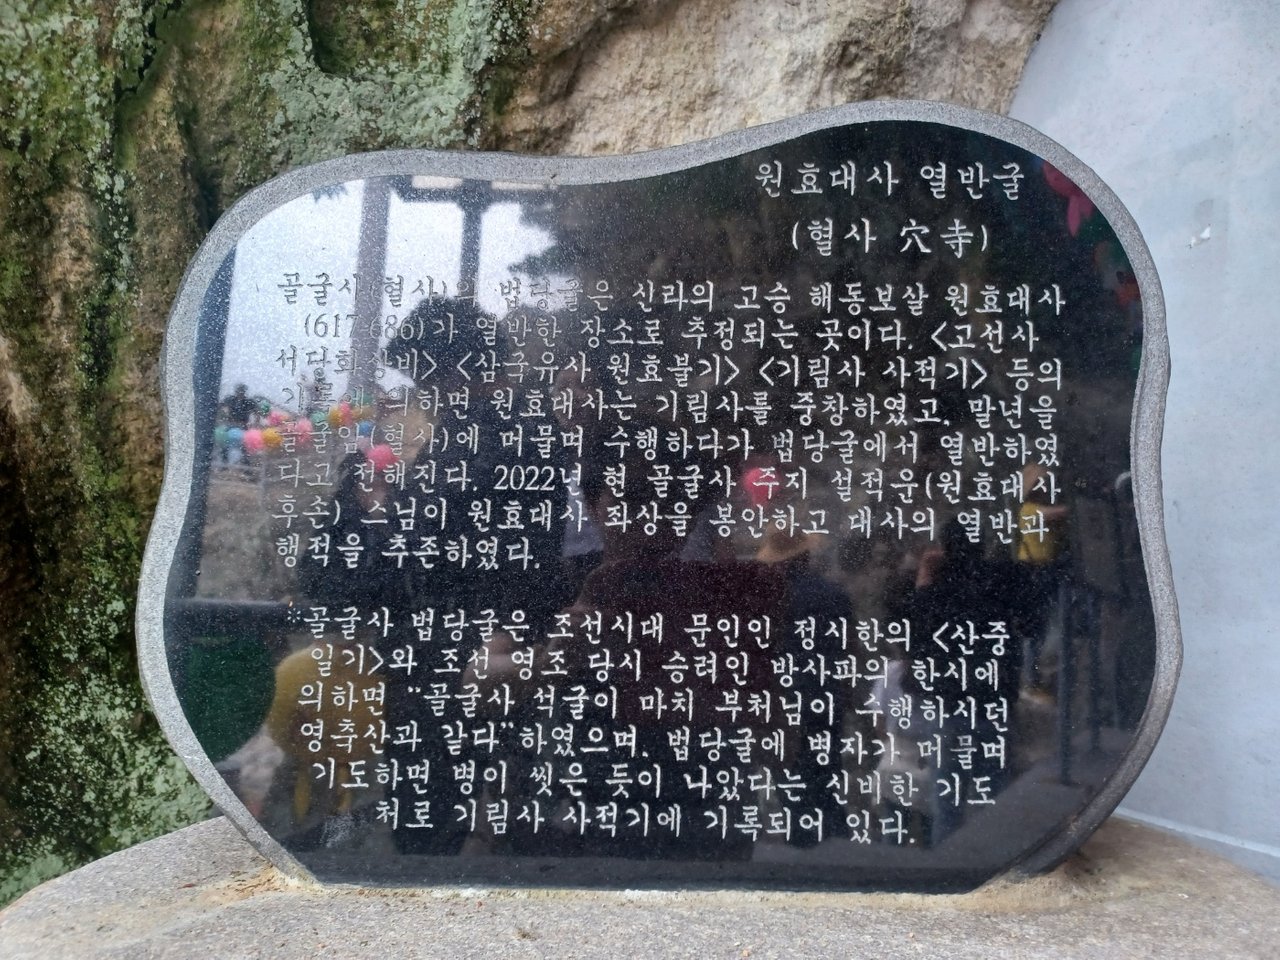 원효대사 열반굴
(혈사 穴寺)
골굴사(혈사)의 법당굴은 신라의 고승 해동보살 원효대사
(617-686)가 열반한 장소로 추정되는 곳이다. <고선사
서당화상비> <삼국유사 원효불기> <기림사 사적기> 등의
기록에 의하면 원효대사는 기림사를 중창하였고, 말년을
골굴암(혈사)에 머물며 수행하다가 법당굴에서 열반하였
다고 전해진다. 2022년 현 골굴사 주지 설적운(원효대사
후손) 스님이 원효대사 좌상을 봉안하고 대사의 열반과
행적을 추존하였다.
※골굴사 법당굴은 조선시대 문인인 정시한의 <산중
일기>와 조선 영조 당시 승려인 방사파의 한시에
의하면 "골굴사 석굴이 마치 부처님이 수행하시던
영축산과 같다"하였으며, 법당굴에 병자가 머물며
기도하면 병이 씻은 듯이 나았다는 신비한 기도
처로 기림사 사적기에 기록되어 있다.